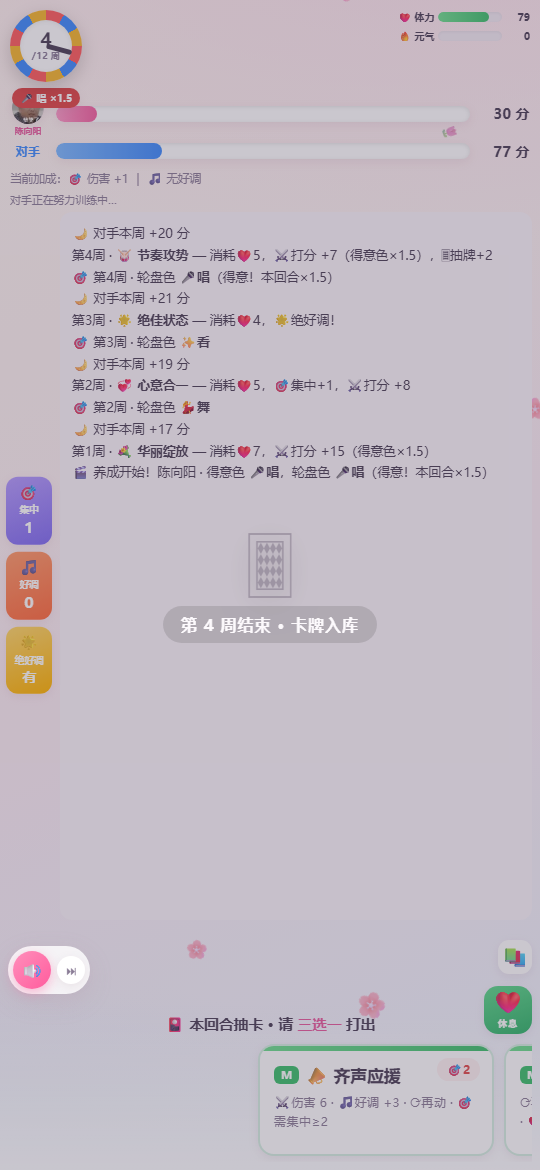 4
/12 周
体力 79
元气 0
唱 ×1.5
陈向阳
30 分
对手
77 分
当前加成: 伤害 +1 | 无好调
对手正在努力训练中...
对手本周 +20 分
第4周 · 节奏攻势 — 消耗5, 打分 +7（得意色×1.5）, 抽牌+2
第4周 · 轮盘色 唱（得意! 本回合×1.5）
对手本周 +21 分
第3周 · 绝佳状态 — 消耗4, 绝好调!
第3周 · 轮盘色 看
对手本周 +19 分
第2周 · 心意合一 — 消耗5, 集中+1, 打分 +8
第2周 · 轮盘色 舞
对手本周 +17 分
第1周 · 华丽绽放 — 消耗7, 打分 +15（得意色×1.5）
养成开始! 陈向阳 · 得意色 唱, 轮盘色 唱（得意! 本回合×1.5）
集中
1
好调
0
绝好调
有
第 4 周结束 • 卡牌入库
休息
本回合抽卡 • 请 三选一 打出
M 齐声应援 2
伤害 6 · 好调 +3 · 再动 ·
需集中≥2